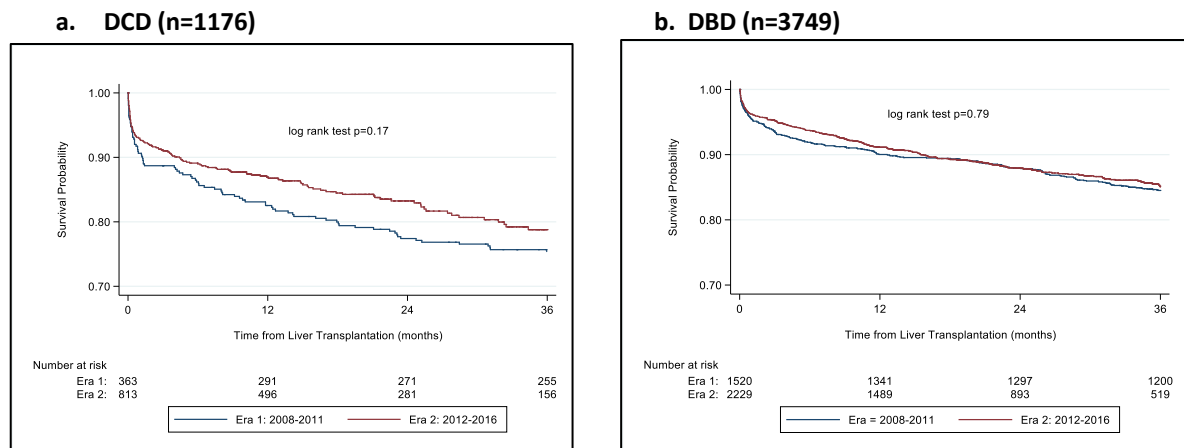 a. DCD (n=1176)
1.00
0.90
0.80
0.70
Survival Probability
log rank test p=0.17
0 12 24 36
Time from Liver Transplantation (months)
Number at risk
Era 1: 363 291 271 255
Era 2: 813 496 281 156
Era 1: 2008-2011 Era 2: 2012-2016
b. DBD (n=3749)
1.00
0.90
0.80
0.70
Survival Probability
log rank test p=0.79
0 12 24 36
Time from Liver Transplantation (months)
Number at risk
Era 1: 1520 1341 1297 1200
Era 2: 2229 1489 893 519
Era = 2008-2011 Era 2: 2012-2016